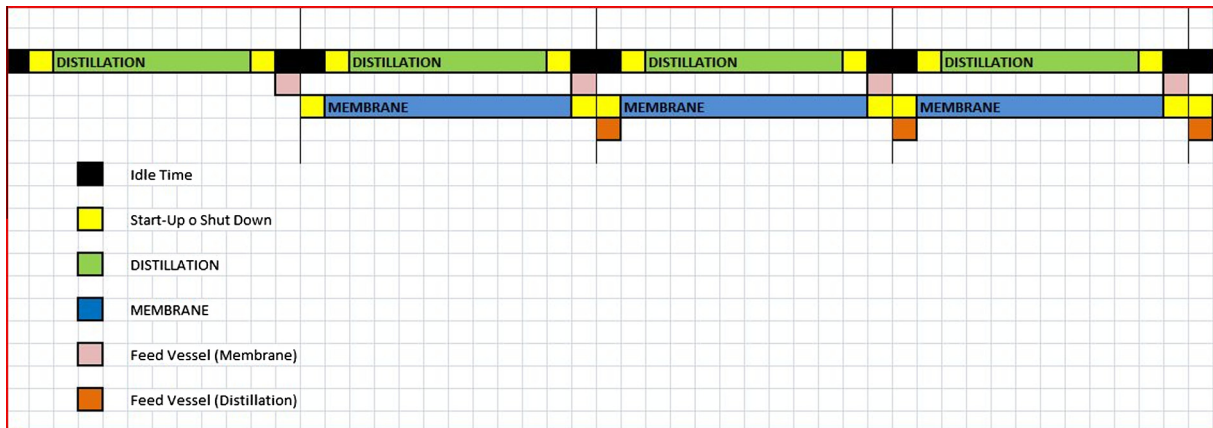 DISTILLATION
DISTILLATION
DISTILLATION
DISTILLATION
MEMBRANE
MEMBRANE
MEMBRANE
Idle Time
Start-Up o Shut Down
DISTILLATION
MEMBRANE
Feed Vessel (Membrane)
Feed Vessel (Distillation)